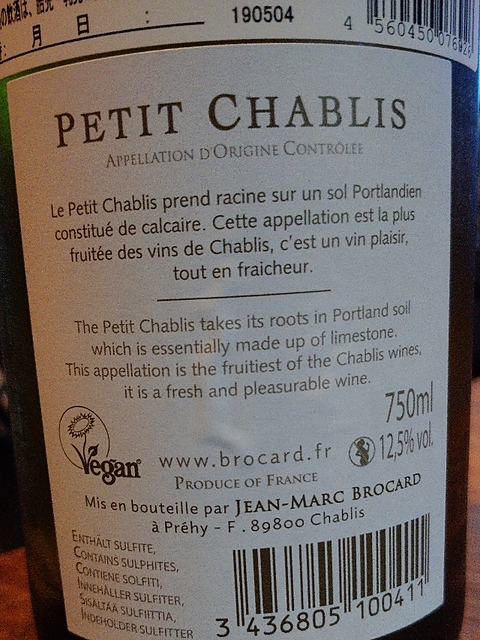 190504
月 日 :
4 560450 076926
PETIT CHABLIS
APPELLATION D'ORIGINE CONTRÔLÉE
Le Petit Chablis prend racine sur un sol Portlandien
constitué de calcaire. Cette appellation est la plus
fruitée des vins de Chablis, c'est un vin plaisir,
tout en fraicheur.
The Petit Chablis takes its roots in Portland soil
which is essentially made up of limestone.
This appellation is the fruitiest of the Chablis wines,
it is a fresh and pleasurable wine.
750ml
12,5% vol.
Vegan
www.brocard.fr
PRODUCE OF FRANCE
Mis en bouteille par JEAN-MARC BROCARD
à Préhy - F . 89800 Chablis
ENTHÄLT SULFITE,
CONTAINS SULPHITES,
CONTIENE SOLFITI,
INNEHÅLLER SULFITER,
SISÄLTÄÄ SULFIITTIA,
INDEHOLDER SULFITTER
3 436805 100411